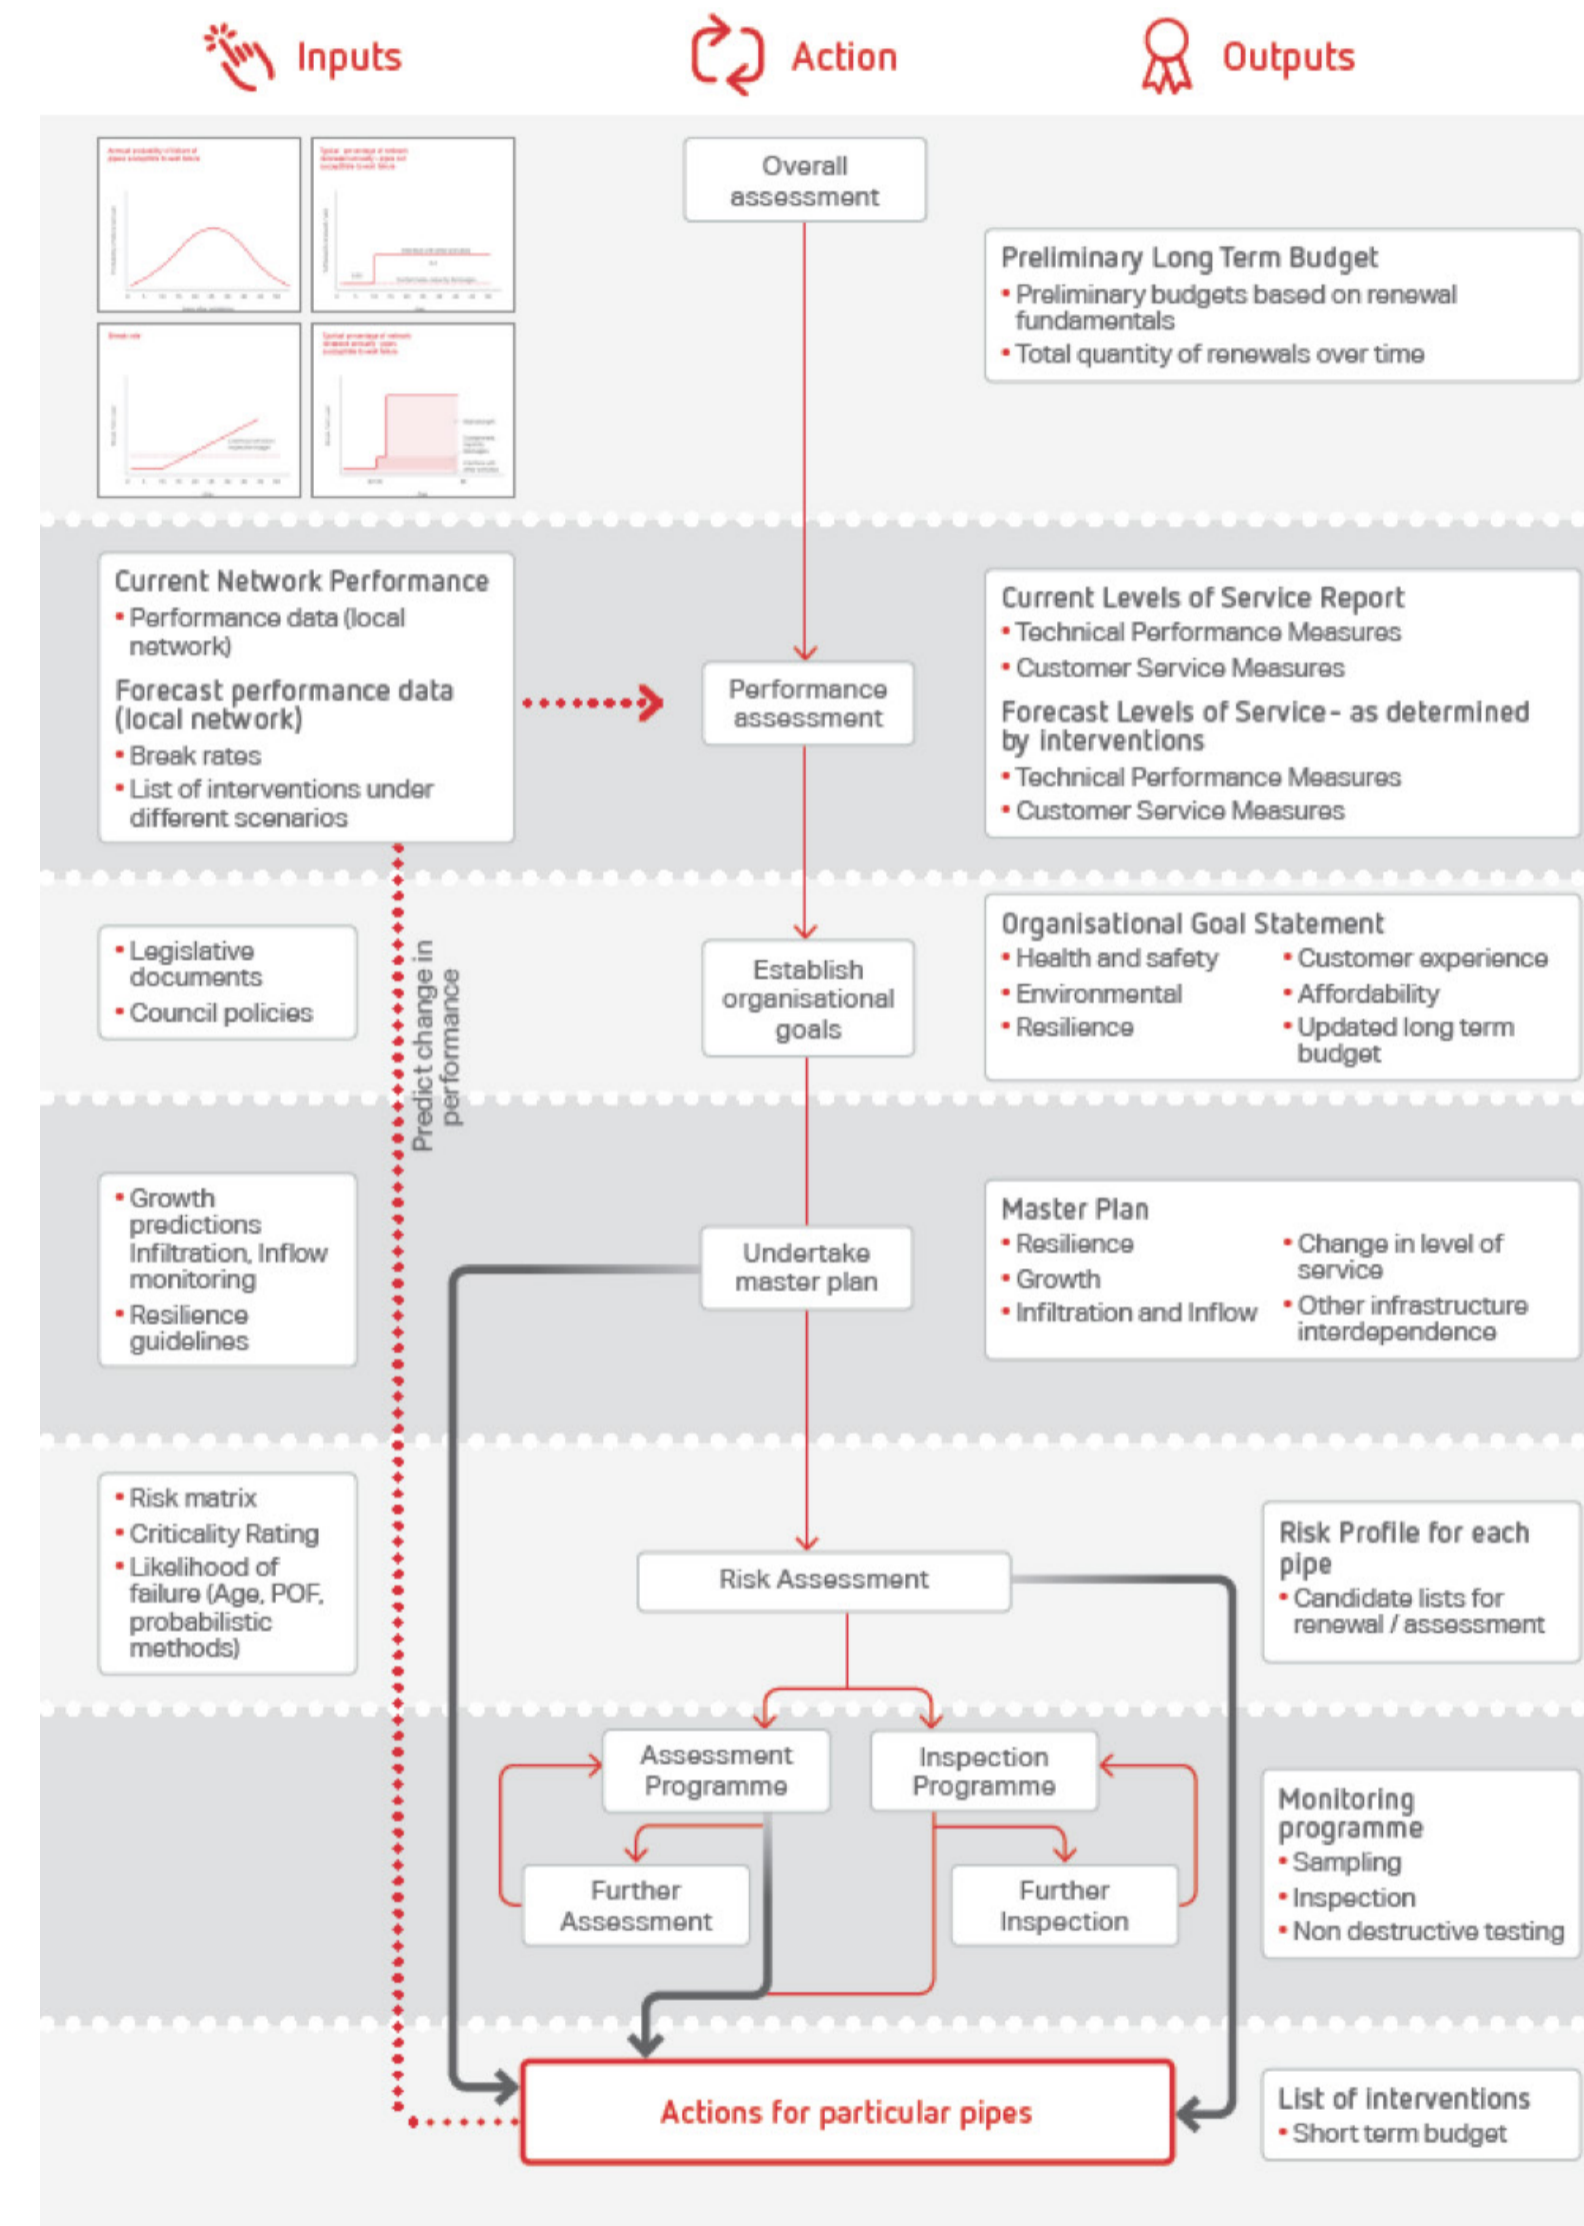 Inputs
Action
Outputs
Overall
assessment
Preliminary Long Term Budget
• Preliminary budgets based on renewal
fundamentals
• Total quantity of renewals over time
Current Network Performance
• Performance data (local
network)
Forecast performance data
(local network)
• Break rates
• List of interventions under
different scenarios
Performance
assessment
Current Levels of Service Report
• Technical Performance Measures
• Customer Service Measures
Forecast Levels of Service - as determined
by interventions
• Technical Performance Measures
• Customer Service Measures
• Legislative
documents
• Council policies
Predict change in
performance
Establish
organisational
goals
Organisational Goal Statement
• Health and safety
• Environmental
• Resilience
• Customer experience
• Affordability
• Updated long term
budget
• Growth
predictions
Infiltration, Inflow
monitoring
• Resilience
guidelines
Undertake
master plan
Master Plan
• Resilience
• Growth
• Infiltration and Inflow
• Change in level of
service
• Other infrastructure
interdependence
• Risk matrix
• Criticality Rating
• Likelihood of
failure (Age, POF,
probabilistic
methods)
Risk Assessment
Risk Profile for each
pipe
• Candidate lists for
renewal / assessment
Assessment
Programme
Inspection
Programme
Further
Assessment
Further
Inspection
Monitoring
programme
• Sampling
• Inspection
• Non destructive testing
Actions for particular pipes
List of interventions
• Short term budget